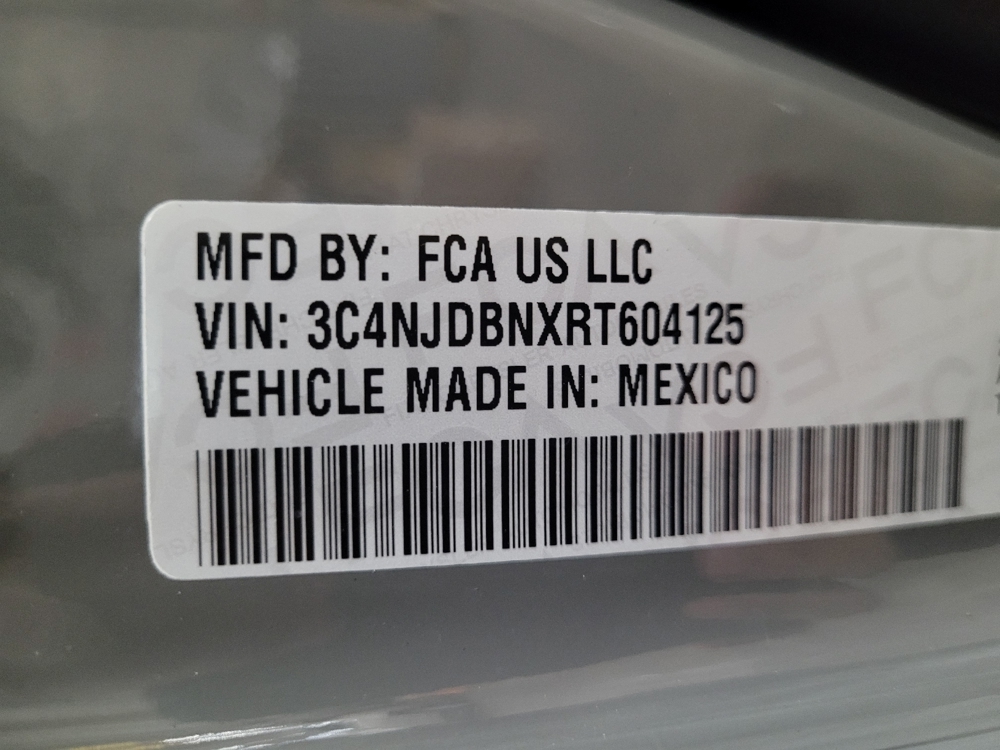 MFD BY: FCA US LLC
VIN: 3C4NJDBNXRT604125
VEHICLE MADE IN: MEXICO